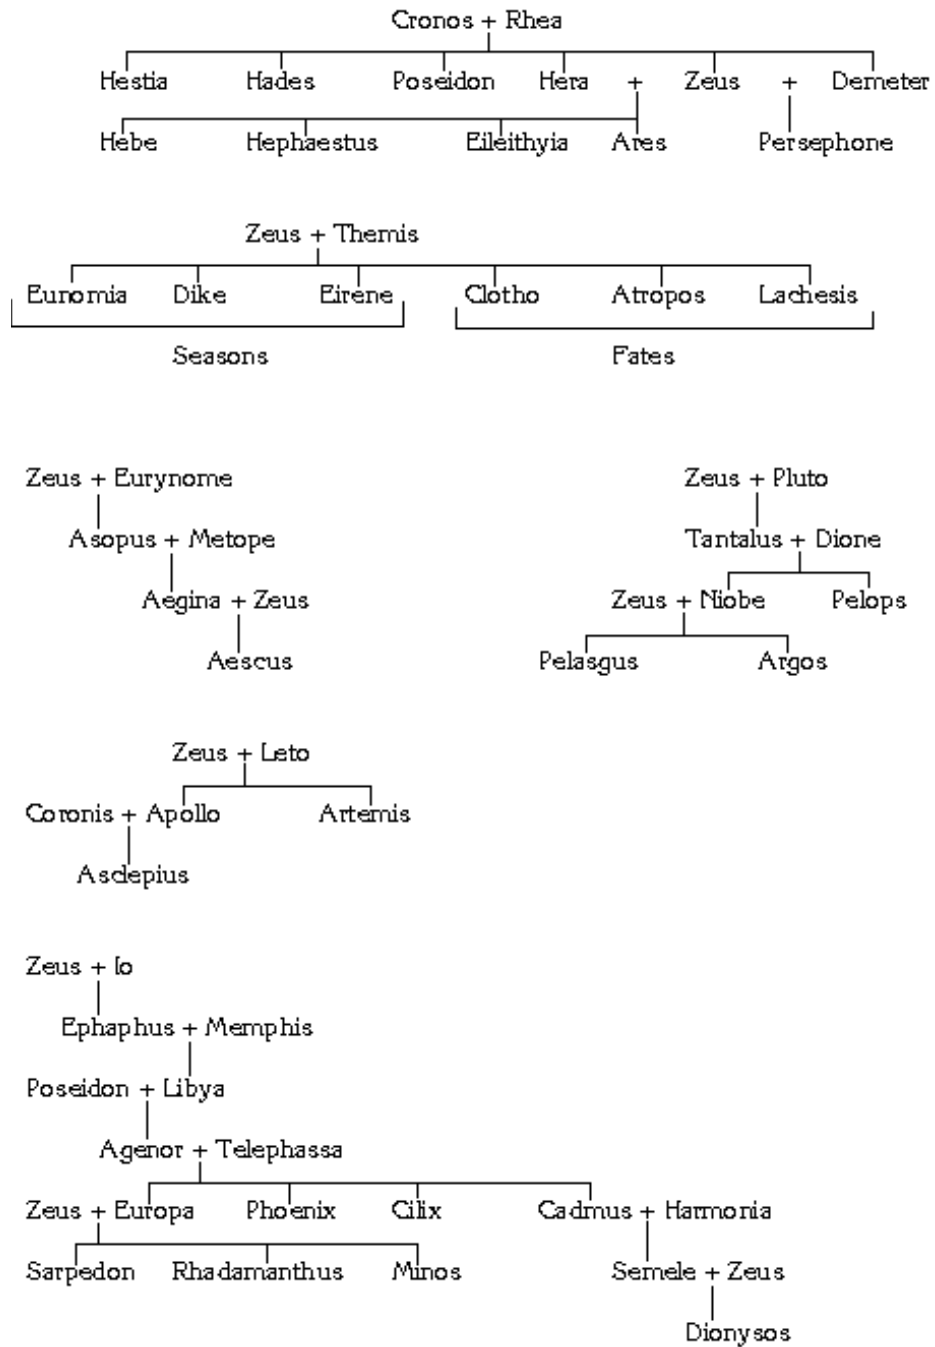 Cronos + Rhea
Hestia Hades Poseidon Hera + Zeus + Demeter
Hebe Hephaestus Eileithyia Ares Persephone
Zeus + Themis
Eunomia Dike Eirene Clotho Atropos Lachesis
Seasons Fates
Zeus + Eurynome Zeus + Pluto
Asopus + Metope Tantalus + Dione
Aegina + Zeus Zeus + Niobe Pelops
Aescus Pelasgus Argos
Zeus + Leto
Coronis + Apollo Artemis
Asclepius
Zeus + Io
Ephaphus + Memphis
Poseidon + Libya
Agenor + Telephassa
Zeus + Europa Phoenix Cilix Cadmus + Harmonia
Sarpedon Rhadamanthus Minos Semele + Zeus
Dionysos